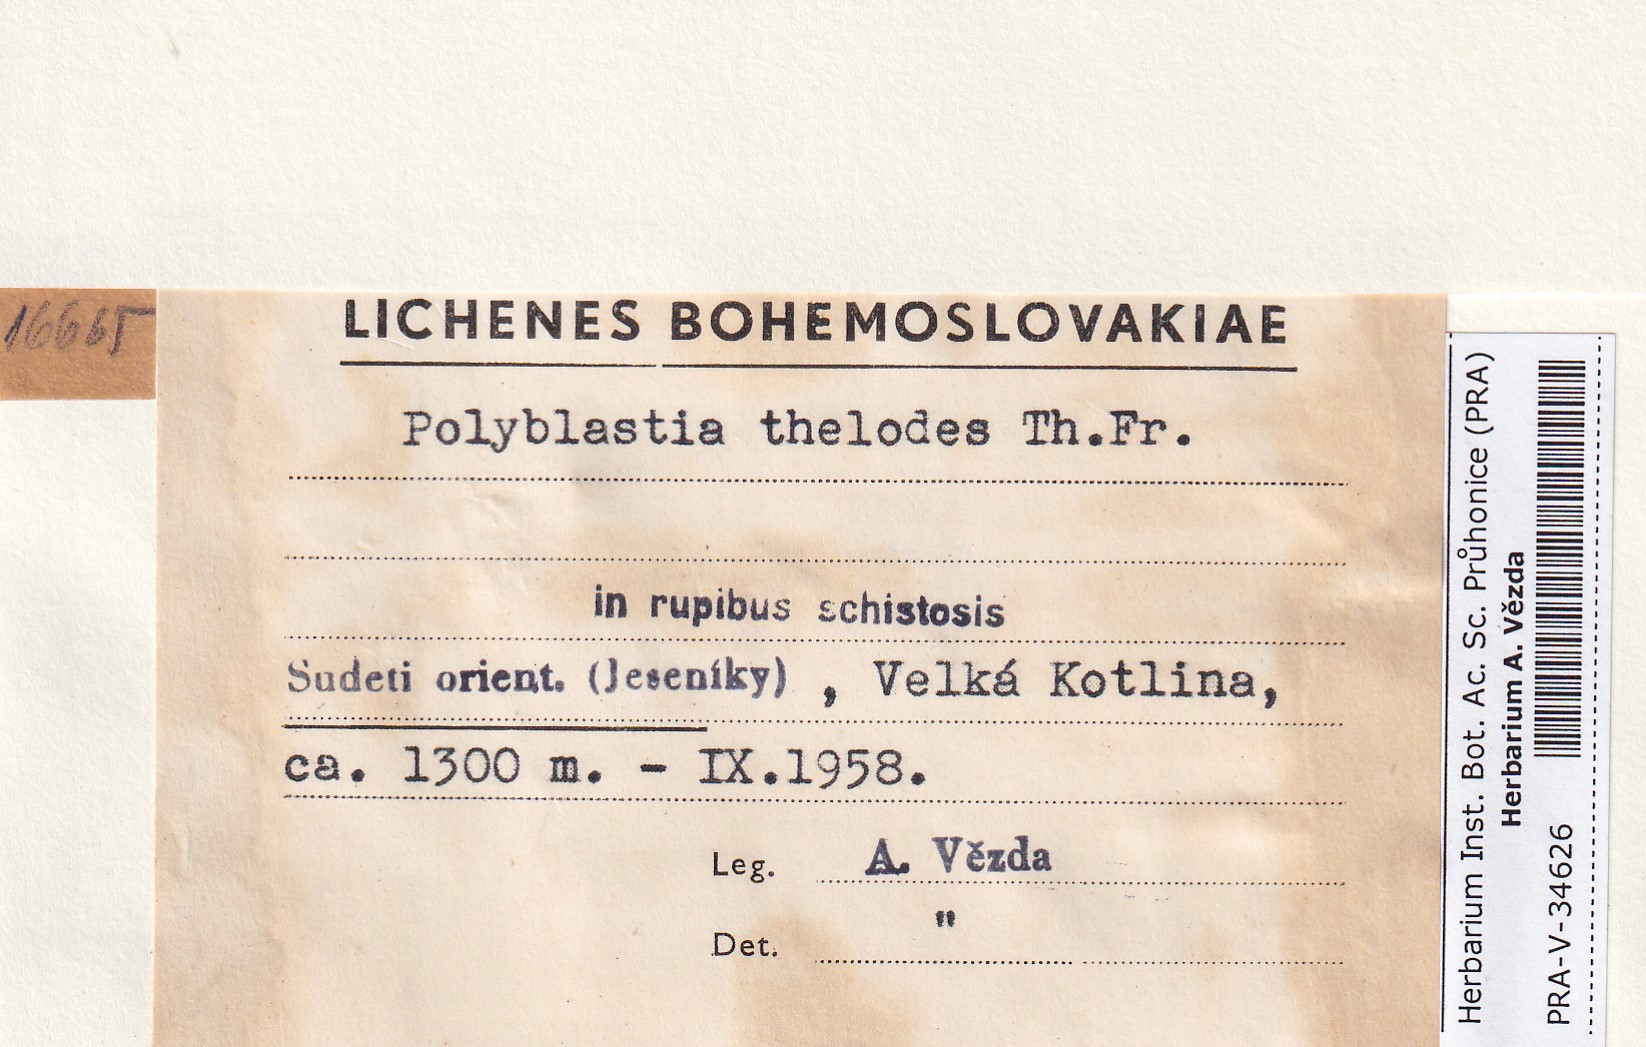 16665
LICHENES BOHEMOSLOVAKIAE
Polyblastia thelodes Th.Fr.
in rupibus schistosis
Sudeti orient. (Jeseníky) , Velká Kotlina,
ca. 1300 m. - IX.1958.
Leg. A. Vězda
Det. "
Herbarium Inst. Bot. Ac. Sc. Průhonice (PRA)
Herbarium A. Vězda
PRA-V-34626